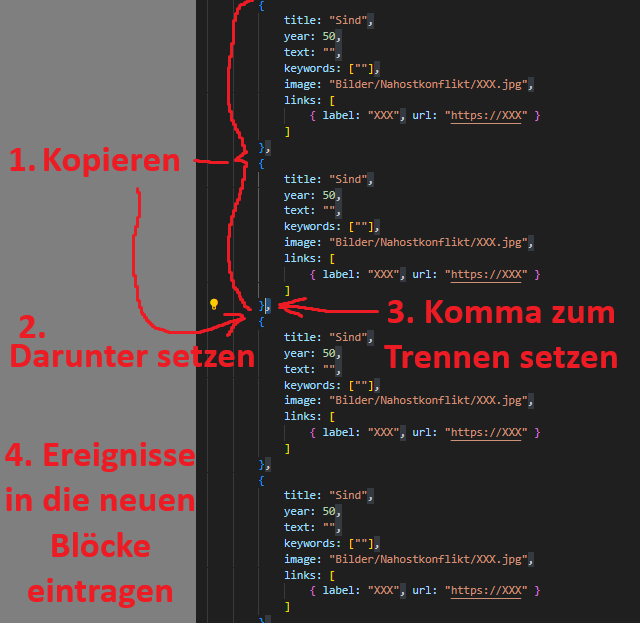 {
title: "Sind",
year: 50,
text: "",
keywords: [""],
image: "Bilder/Nahostkonflikt/XXX.jpg",
links: [
{ label: "XXX", url: "https://XXX" }
]
},
1. Kopieren
{
title: "Sind",
year: 50,
text: "",
keywords: [""],
image: "Bilder/Nahostkonflikt/XXX.jpg",
links: [
{ label: "XXX", url: "https://XXX" }
]
},
3. Komma zum
Trennen setzen
2.
Darunter setzen
{
title: "Sind",
year: 50,
text: "",
keywords: [""],
image: "Bilder/Nahostkonflikt/XXX.jpg",
links: [
{ label: "XXX", url: "https://XXX" }
]
},
4. Ereignisse
in die neuen
Blöcke
eintragen
{
title: "Sind",
year: 50,
text: "",
keywords: [""],
image: "Bilder/Nahostkonflikt/XXX.jpg",
links: [
{ label: "XXX", url: "https://XXX" }
]
},